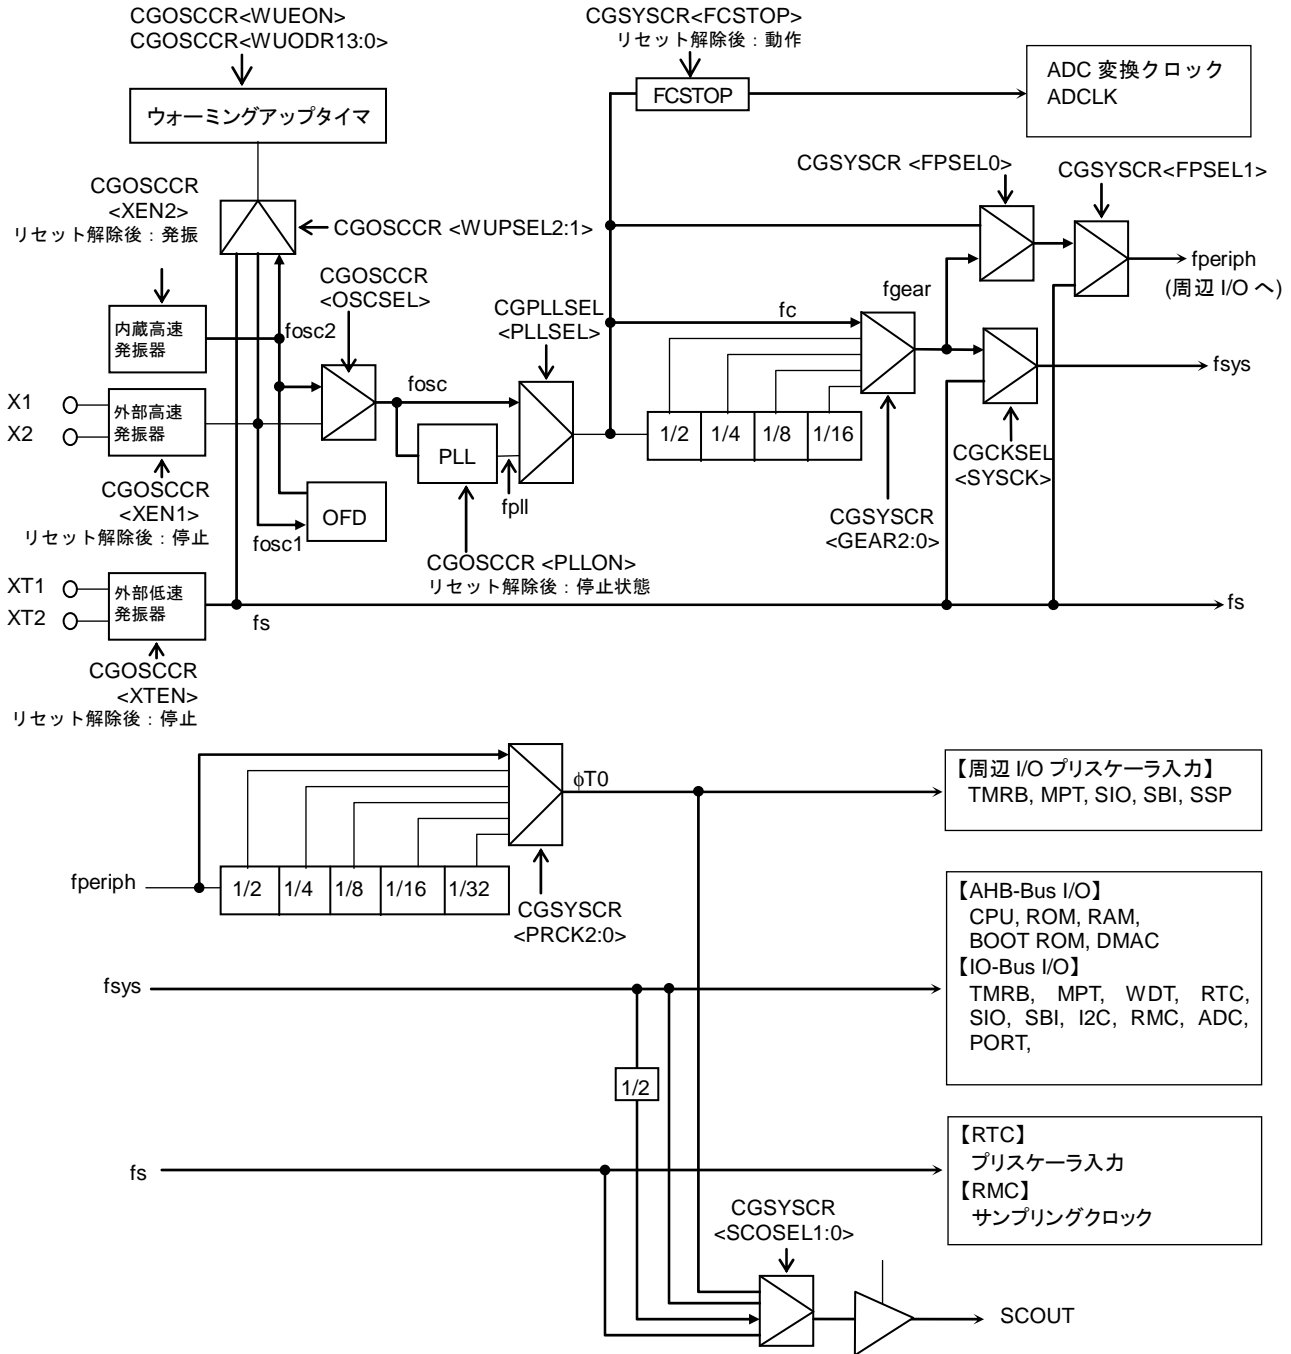 CGOSCCR<WUEON>
CGOSCCR<WUODR13:0>
CGSYSCR<FCSTOP>
リセット解除後：動作
ウォーミングアップタイマ
FCSTOP
ADC 変換クロック
ADCLK
CGOSCCR
<XEN2>
リセット解除後：発振
CGOSCCR <WUPSEL2:1>
CGSYSCR <FPSEL0>
CGSYSCR<FPSEL1>
fperiph
(周辺 I/O へ)
CGOSCCR
<OSCSEL>
CGPLLSEL
<PLLSEL>
fgear
fc
内蔵高速
発振器
fosc2
fosc
fsys
X1
X2
外部高速
発振器
PLL
fpll
1/2
1/4
1/8
1/16
CGCKSEL
<SYSCK>
CGOSCCR
<XEN1>
リセット解除後：停止
OFD
fosc1
CGSYSCR
<GEAR2:0>
CGOSCCR <PLLON>
リセット解除後：停止状態
XT1
XT2
外部低速
発振器
fs
fs
CGOSCCR
<XTEN>
リセット解除後：停止
φT0
【周辺 I/O プリスケーラ入力】
TMRB, MPT, SIO, SBI, SSP
fperiph
1/2
1/4
1/8
1/16
1/32
CGSYSCR
<PRCK2:0>
【AHB-Bus I/O】
CPU, ROM, RAM,
BOOT ROM, DMAC
【IO-Bus I/O】
TMRB, MPT, WDT, RTC,
SIO, SBI, I2C, RMC, ADC,
PORT,
fsys
1/2
fs
【RTC】
プリスケーラ入力
【RMC】
サンプリングクロック
CGSYSCR
<SCOSEL1:0>
SCOUT